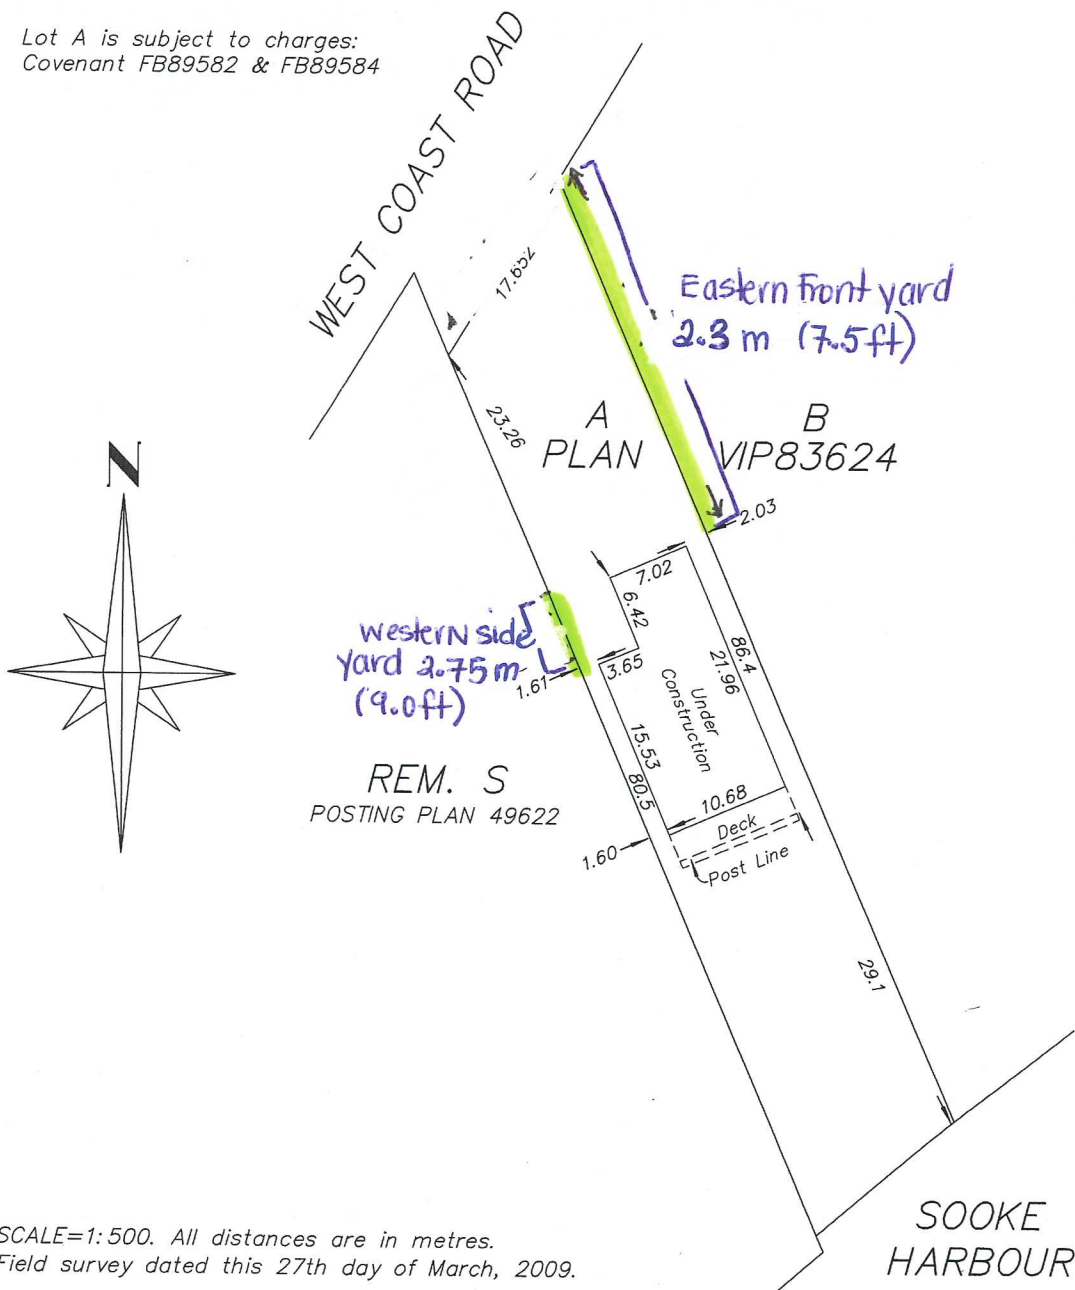 Lot A is subject to charges:
Covenant FB89582 & FB89584
WEST COAST ROAD
Eastern Front yard
2.3 m (7.5ft)
23.26
A
PLAN
B
VIP83624
N
2.03
7.02
6.42
3.65
Western side
yard 2.75m
(9.0ft)
1.61
86.4
21.96
Under
Construction
15.53
80.5
REM. S
POSTING PLAN 49622
10.68
Deck
Post Line
1.60
29.1
SOOKE
HARBOUR
SCALE=1:500. All distances are in metres.
Field survey dated this 27th day of March, 2009.